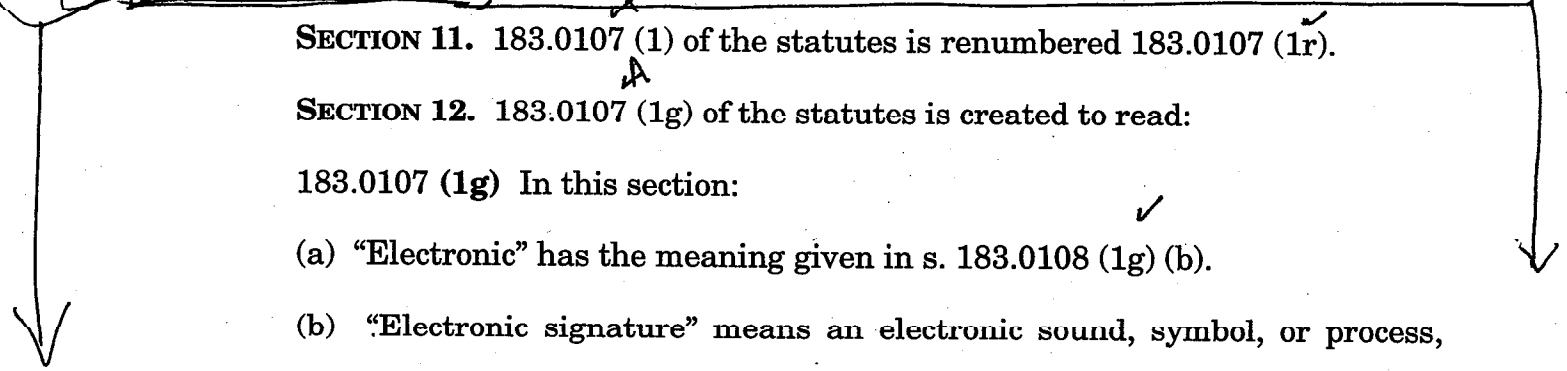 SECTION 11. 183.0107 (1) of the statutes is renumbered 183.0107 (1r).
SECTION 12. 183.0107 (1g) of the statutes is created to read:
183.0107 (1g) In this section:
(a) “Electronic” has the meaning given in s. 183.0108 (1g) (b).
(b) “Electronic signature” means an electronic sound, symbol, or process,